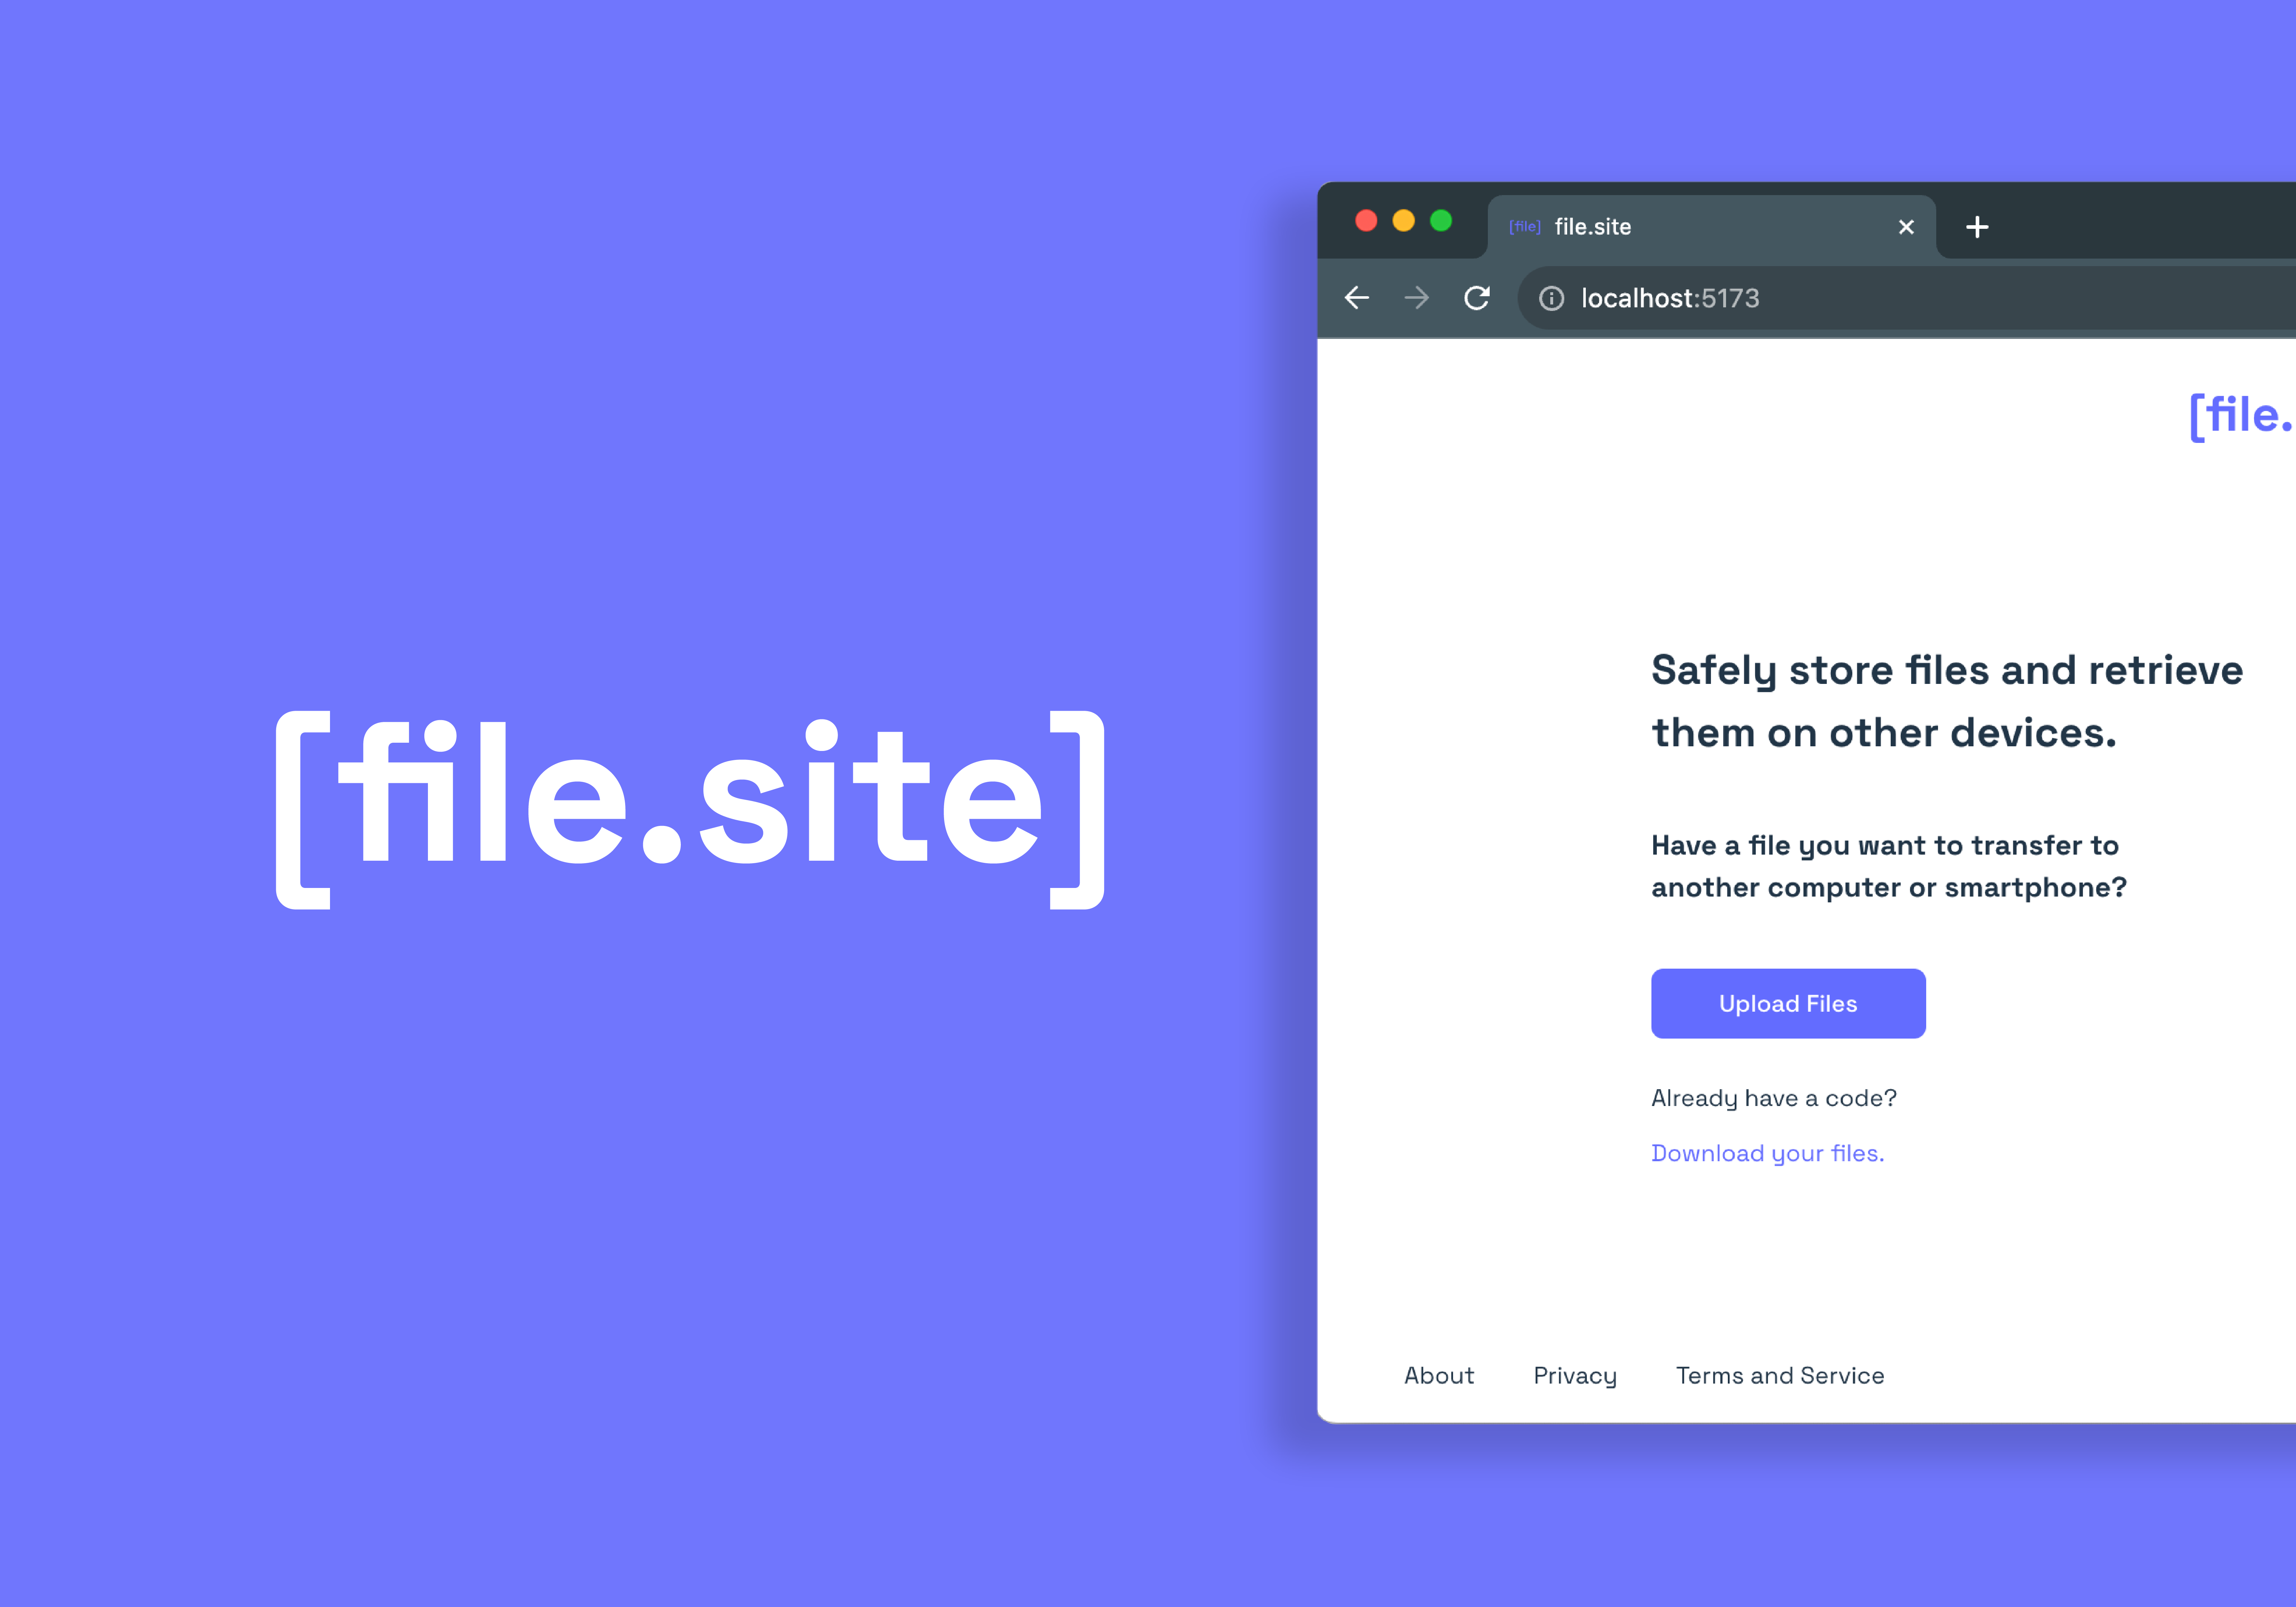 [file.site]
[file] file.site
localhost:5173
[file.
Safely store files and retrieve
them on other devices.
Have a file you want to transfer to
another computer or smartphone?
Upload Files
Already have a code?
Download your files.
About Privacy Terms and Service